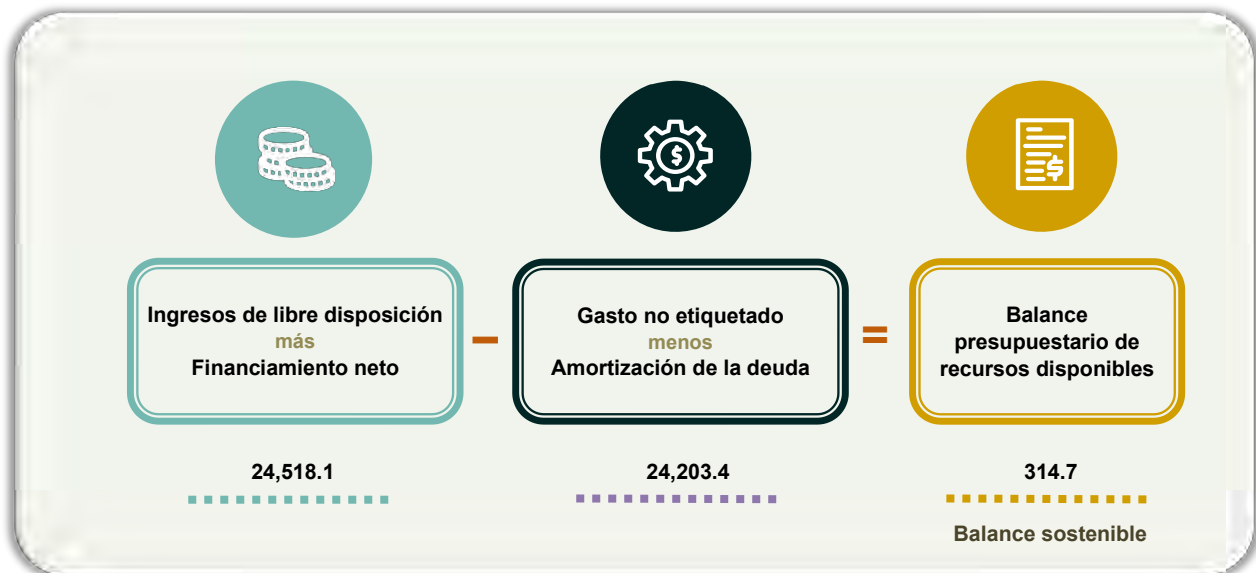 Ingresos de libre disposición
más
Financiamiento neto
–
Gasto no etiquetado
menos
Amortización de la deuda
=
Balance
presupuestario de
recursos disponibles
24,518.1
24,203.4
314.7
Balance sostenible